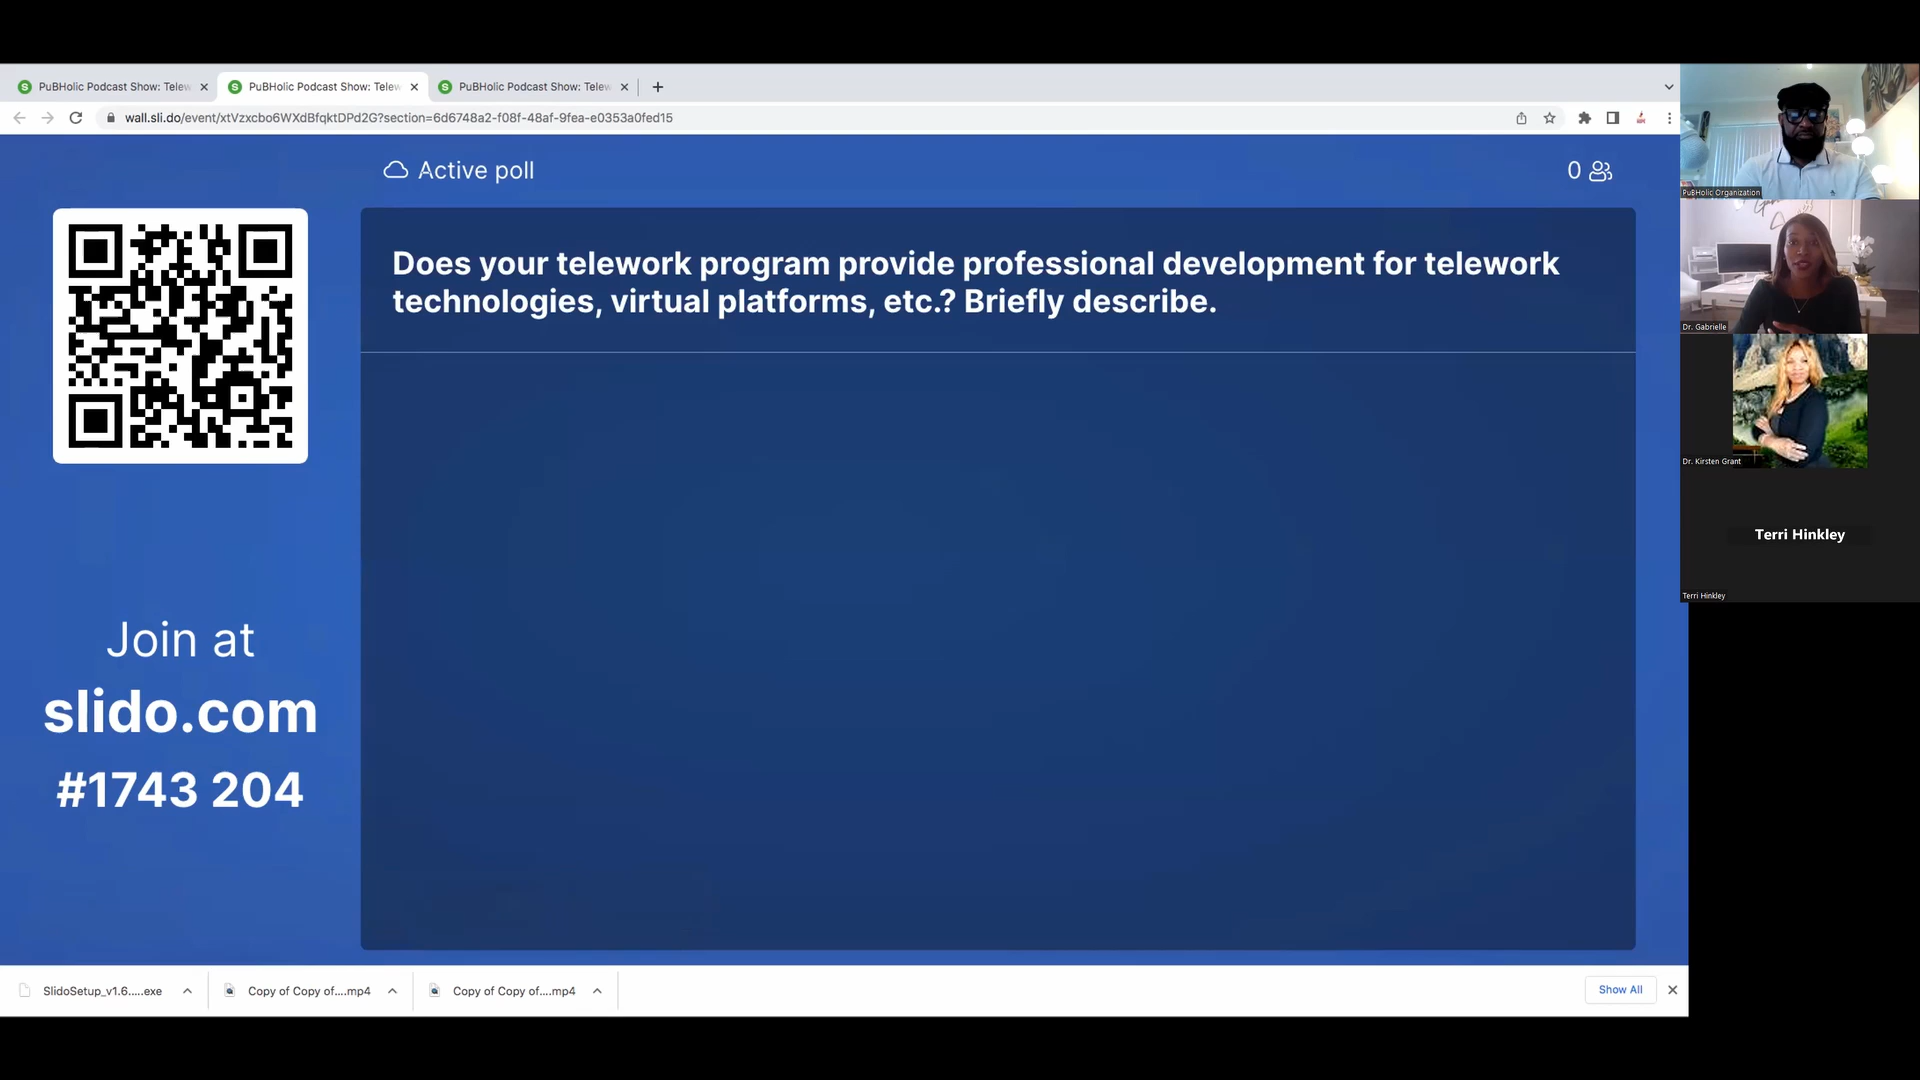 PuBHolic Podcast Show: Telew
PuBHolic Podcast Show: Telew
PuBHolic Podcast Show: Telew
wall.sli.do/event/xtVzxcbo6WXdBfqktDPd2G?section=6d6748a2-f08f-48af-9fea-e0353a0fed15
Active poll
0
Does your telework program provide professional development for telework
technologies, virtual platforms, etc.? Briefly describe.
Join at
slido.com
#1743 204
PuBHolic Organization
Dr. Gabrielle
Dr. Kirsten Grant
Terri Hinkley
Terri Hinkley
SlidoSetup_v1.6.....exe
Copy of Copy of....mp4
Copy of Copy of....mp4
Show All